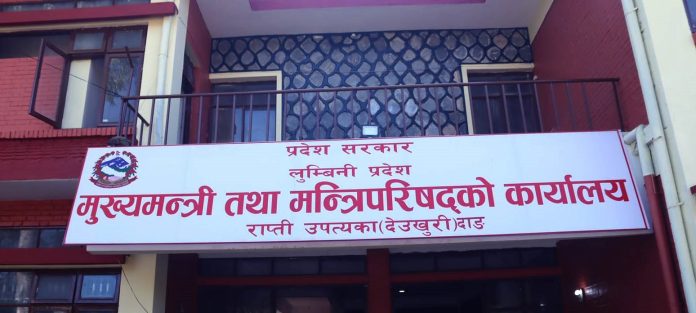 प्रदेश सरकार
लुम्बिनी प्रदेश
मुख्यमन्त्री तथा मन्त्रिपरिषद्को कार्यालय
राप्ती उपत्यका(देउखुरी)दाङ